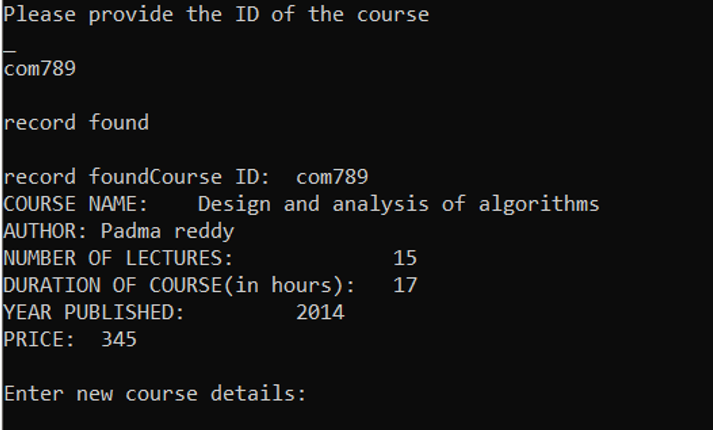 Please provide the ID of the course
_
com789
record found
record foundCourse ID:  com789
COURSE NAME:    Design and analysis of algorithms
AUTHOR: Padma reddy
NUMBER OF LECTURES:             15
DURATION OF COURSE(in hours):   17
YEAR PUBLISHED:         2014
PRICE:  345
Enter new course details: